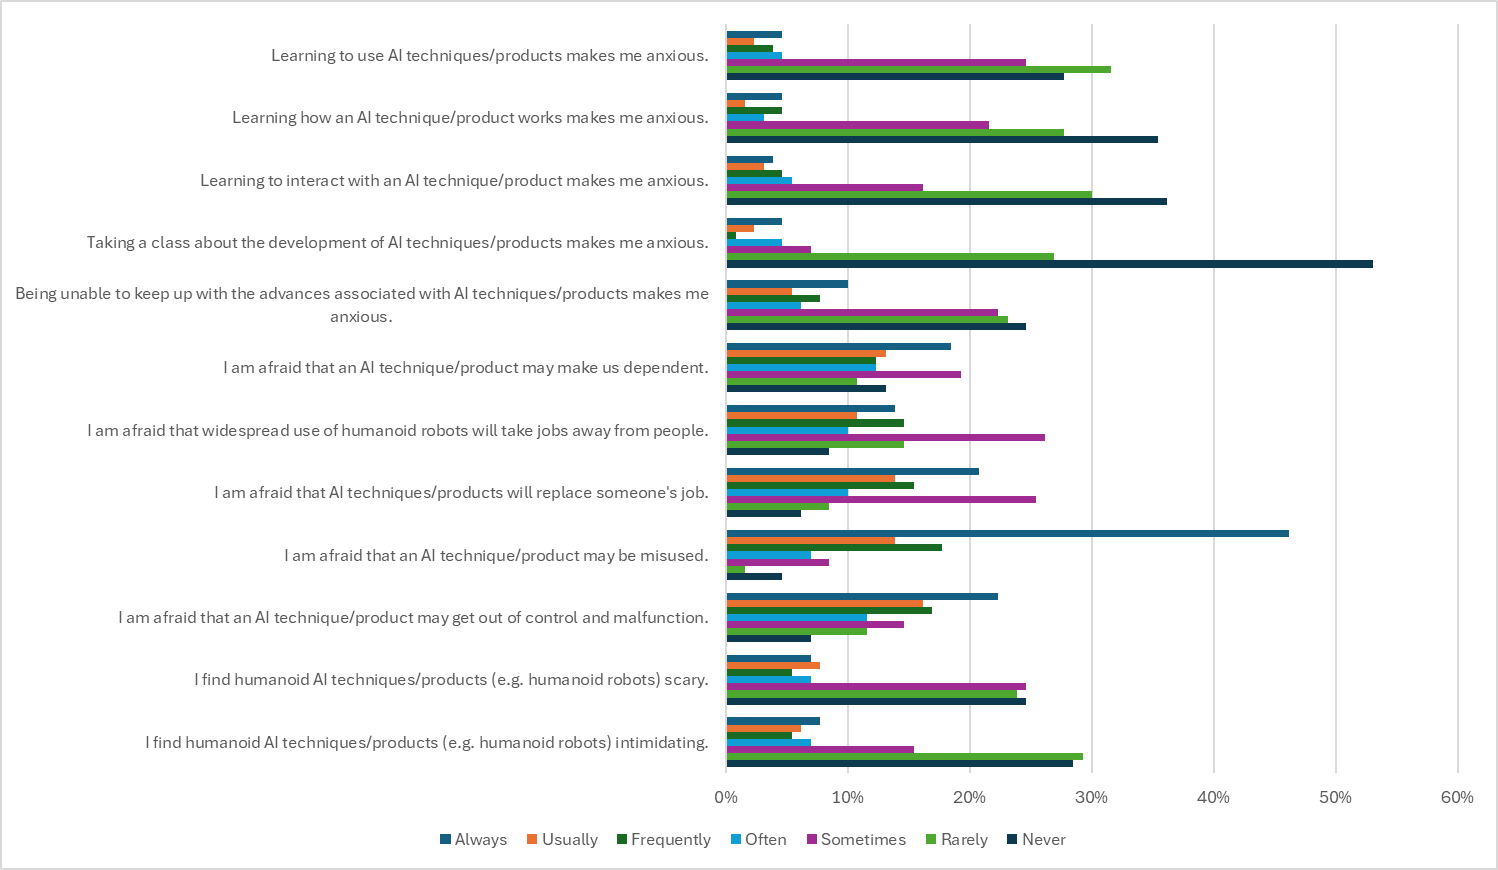 Learning to use AI techniques/products makes me anxious.
Learning how an AI technique/product works makes me anxious.
Learning to interact with an AI technique/product makes me anxious.
Taking a class about the development of AI techniques/products makes me anxious.
Being unable to keep up with the advances associated with AI techniques/products makes me
anxious.
I am afraid that an AI technique/product may make us dependent.
I am afraid that widespread use of humanoid robots will take jobs away from people.
I am afraid that AI techniques/products will replace someone's job.
I am afraid that an AI technique/product may be misused.
I am afraid that an AI technique/product may get out of control and malfunction.
I find humanoid AI techniques/products (e.g. humanoid robots) scary.
I find humanoid AI techniques/products (e.g. humanoid robots) intimidating.
0% 10% 20% 30% 40% 50% 60%
Always Usually Frequently Often Sometimes Rarely Never